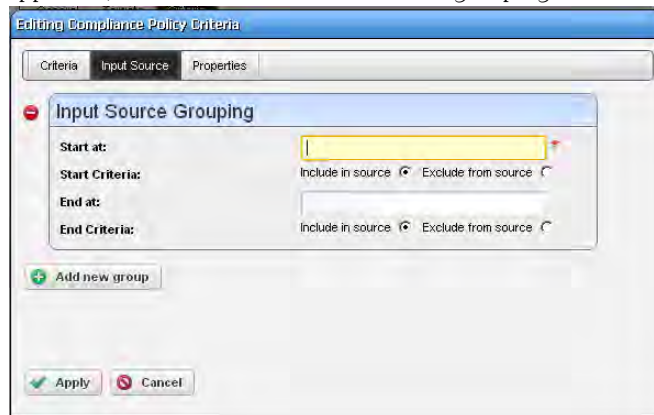 Editing Compliance Policy Criteria
Criteria Input Source Properties
Input Source Grouping
Start at: *
Start Criteria: Include in source Exclude from source
End at:
End Criteria: Include in source Exclude from source
Add new group
Apply Cancel